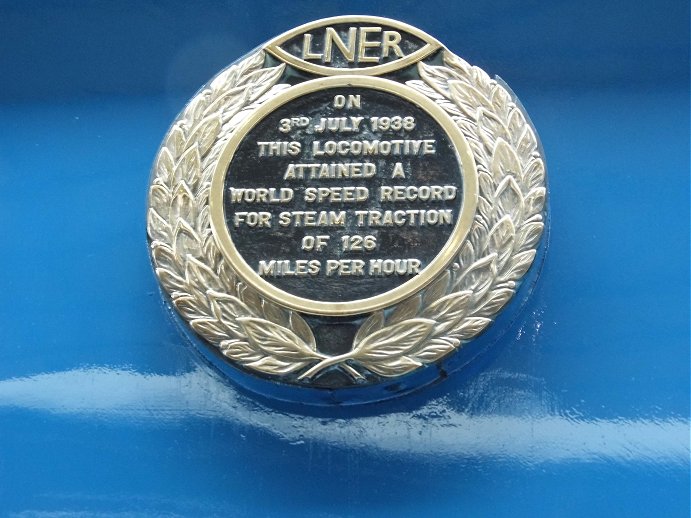 LNER
ON
3RD JULY 1938
THIS LOCOMOTIVE
ATTAINED A
WORLD SPEED RECORD
FOR STEAM TRACTION
OF 126
MILES PER HOUR